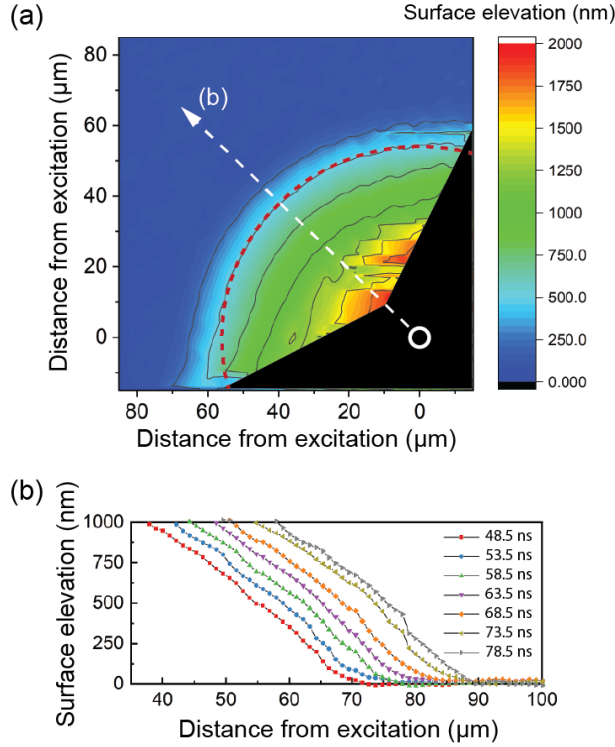 (a)
Surface elevation (nm)
Distance from excitation (μm)
80
60
40
20
0
(b)
80 60 40 20 0
Distance from excitation (μm)
2000
1750
1500
1250
1000
750.0
500.0
250.0
0.000
(b)
Surface elevation (nm)
1000
750
500
250
0
48.5 ns
53.5 ns
58.5 ns
63.5 ns
68.5 ns
73.5 ns
78.5 ns
40 50 60 70 80 90 100
Distance from excitation (μm)